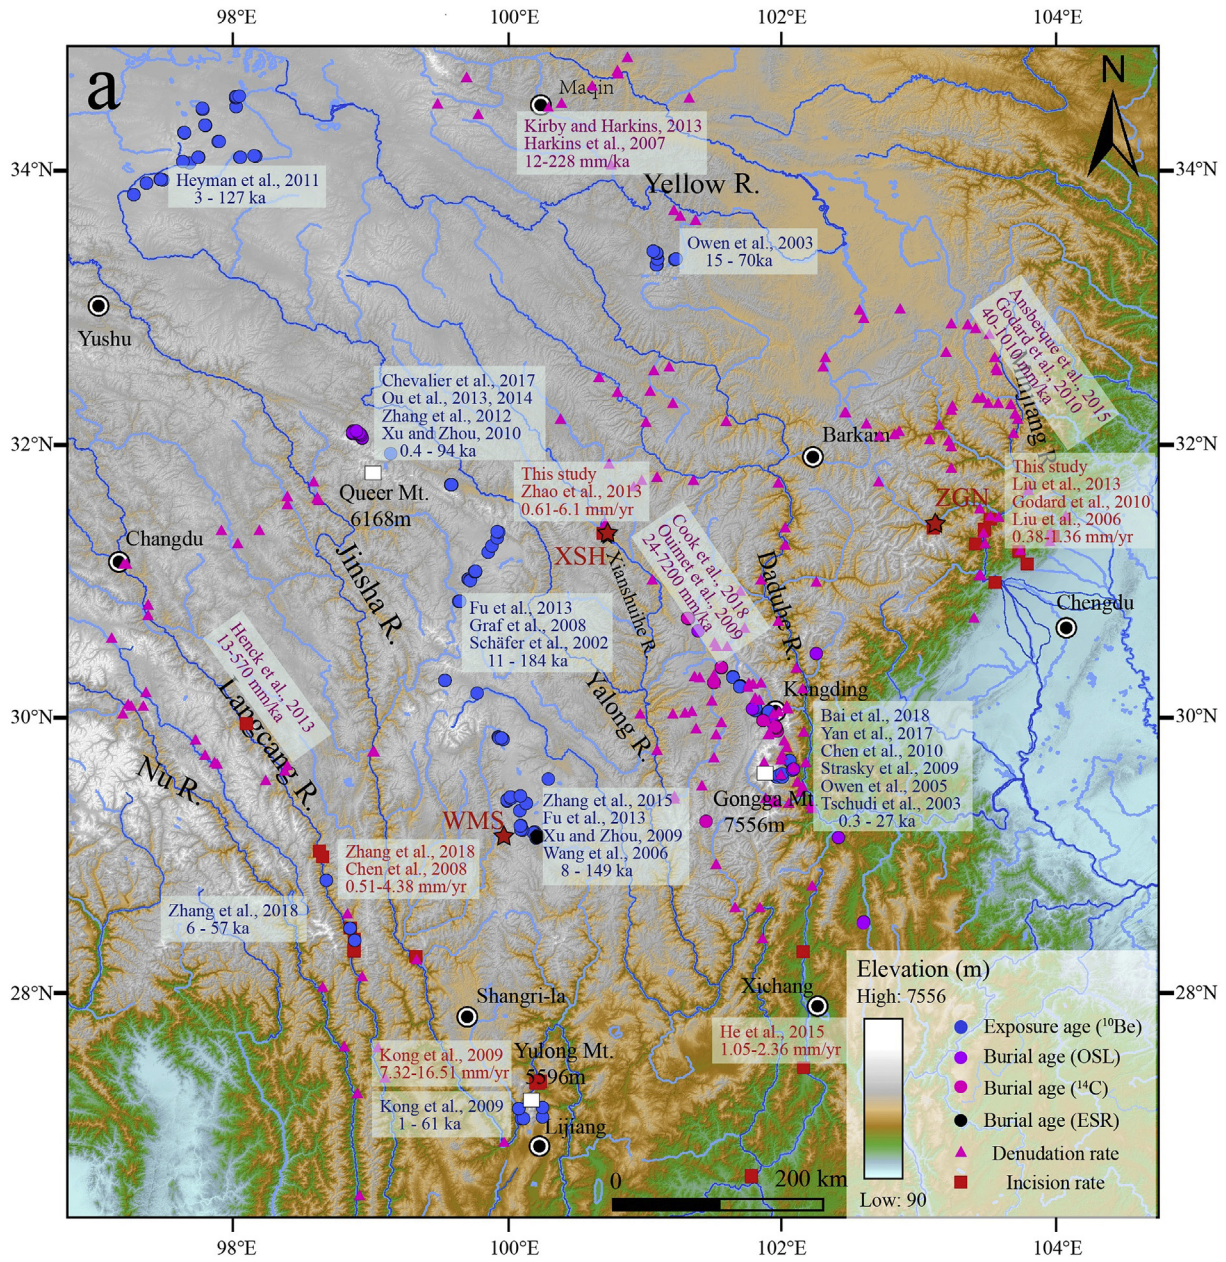 98°E
100°E
102°E
104°E
a
N
34°N
34°N
Maqin
Kirby and Harkins, 2013
Harkins et al., 2007
12-228 mm/ka
Heyman et al., 2011
3 - 127 ka
Yellow R.
Owen et al., 2003
15 - 70ka
Yushu
Ansberque et al., 2015
Godard et al., 2010
40-1010 mm/ka
Chevalier et al., 2017
Ou et al., 2013, 2014
Zhang et al., 2012
Xu and Zhou, 2010
0.4 - 94 ka
32°N
32°N
Barkam
Queer Mt.
6168m
This study
Zhao et al., 2013
0.61-6.1 mm/yr
This study
Liu et al., 2013
Godard et al., 2010
Liu et al., 2006
0.38-1.36 mm/yr
ZGN
Changdu
XSH
Cook et al., 2018
Ouimet et al., 2009
24-7200 mm/ka
Jinsha R.
Xianshuihe R.
Daduhe R.
Chengdu
Fu et al., 2013
Graf et al., 2008
Schäfer et al., 2002
11 - 184 ka
Henck et al., 2013
13-570 mm/ka
Yalong R.
Kangding
30°N
30°N
Langcang R.
Nu R.
Bai et al., 2018
Yan et al., 2017
Chen et al., 2010
Strasky et al., 2009
Owen et al., 2005
Tschudi et al., 2003
0.3 - 27 ka
Gongga Mt.
7556m
WMS
Zhang et al., 2015
Fu et al., 2013
Xu and Zhou, 2009
Wang et al., 2006
8 - 149 ka
Zhang et al., 2018
Chen et al., 2008
0.51-4.38 mm/yr
Zhang et al., 2018
6 - 57 ka
28°N
28°N
Shangri-la
Xichang
He et al., 2015
1.05-2.36 mm/yr
Kong et al., 2009
7.32-16.51 mm/yr
Yulong Mt.
5596m
Kong et al., 2009
1 - 61 ka
Lijiang
0
200 km
Elevation (m)
High: 7556
Low: 90
Exposure age (¹⁰Be)
Burial age (OSL)
Burial age (¹⁴C)
Burial age (ESR)
Denudation rate
Incision rate
98°E
100°E
102°E
104°E